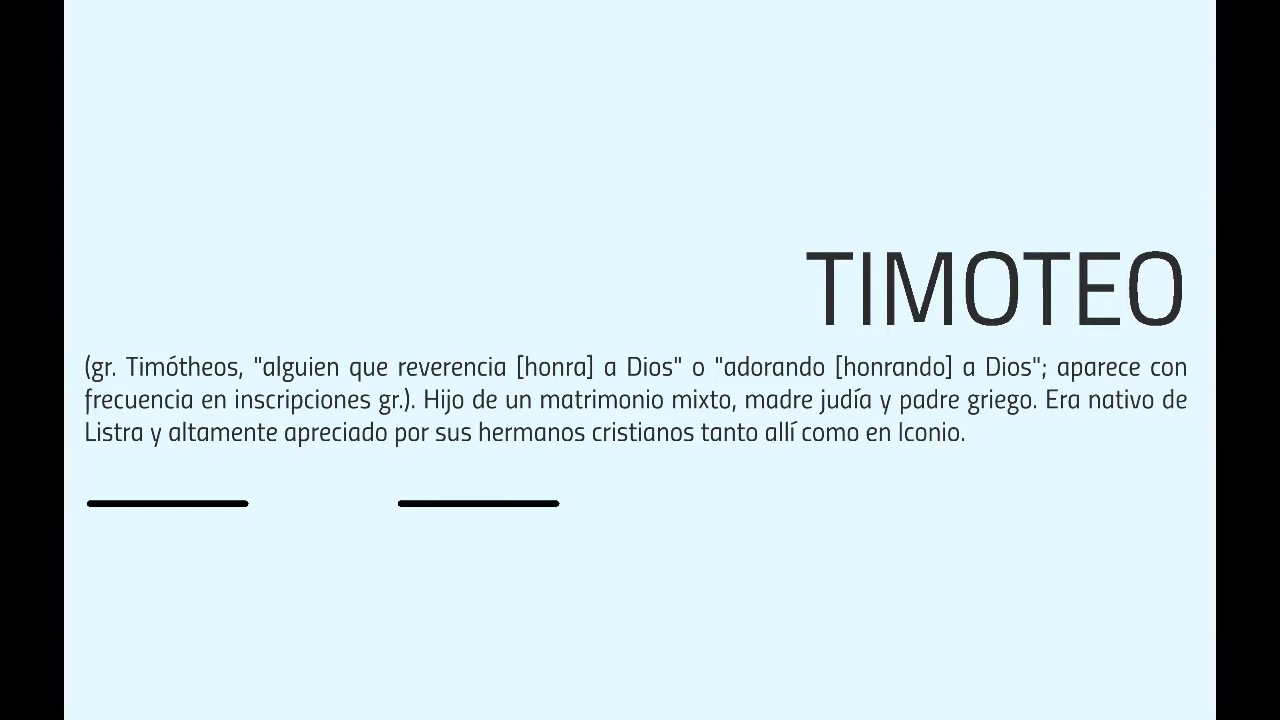 TIMOTEO
(gr. Timótheos, "alguien que reverencia [honra] a Dios" o "adorando [honrando] a Dios"; aparece con
frecuencia en inscripciones gr.). Hijo de un matrimonio mixto, madre judía y padre griego. Era nativo de
Listra y altamente apreciado por sus hermanos cristianos tanto allí como en Iconio.